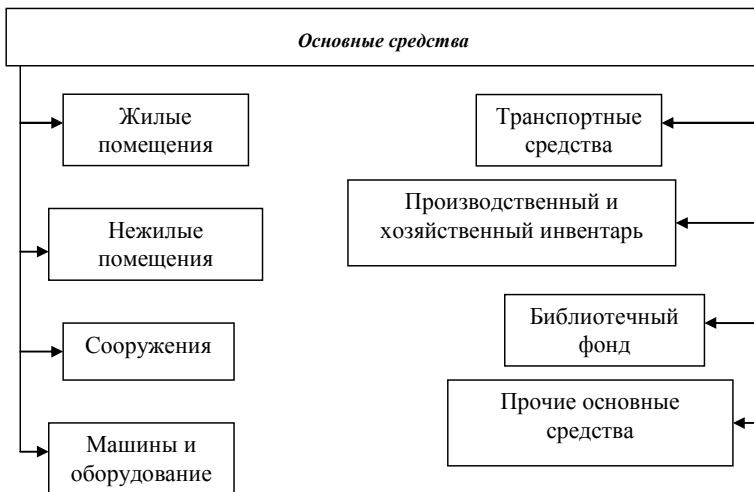 Основные средства
Жилые
помещения
Нежилые
помещения
Сооружения
Машины и
оборудование
Транспортные
средства
Производственный и
хозяйственный инвентарь
Библиотечный
фонд
Прочие основные
средства